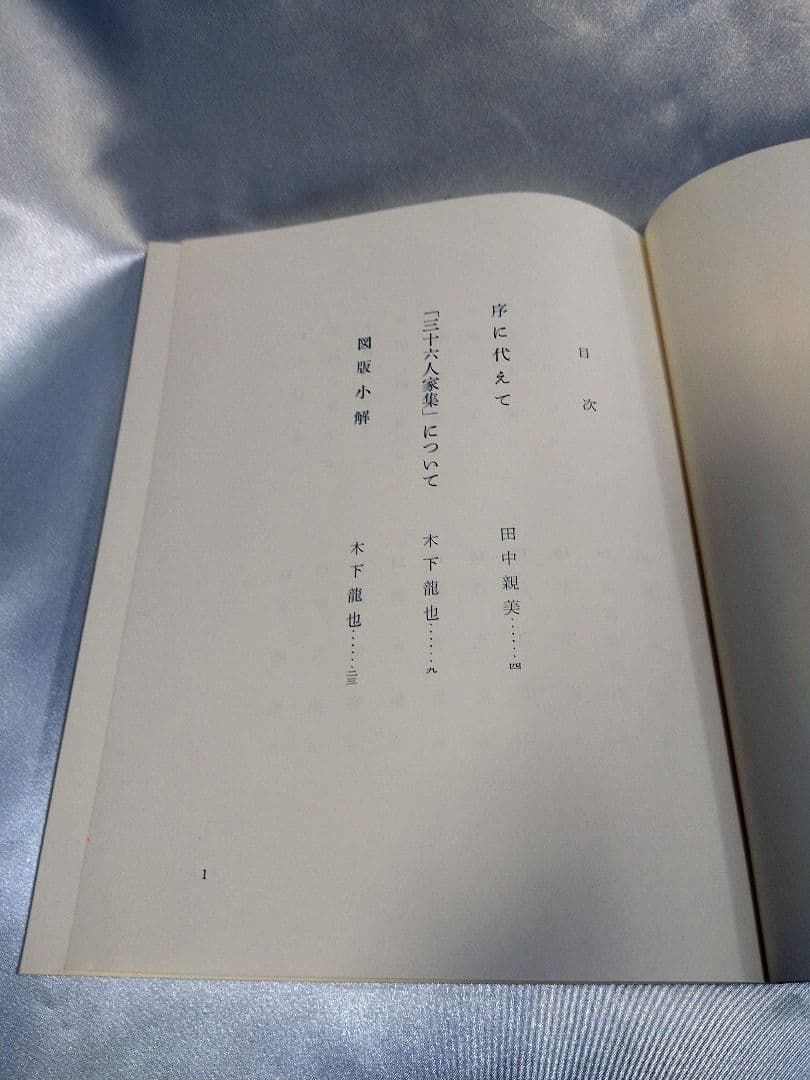 目次
序に代えて 田中親美……四
「三十六人家集」について 木下龍也……九
図版小解 木下龍也……二三
1